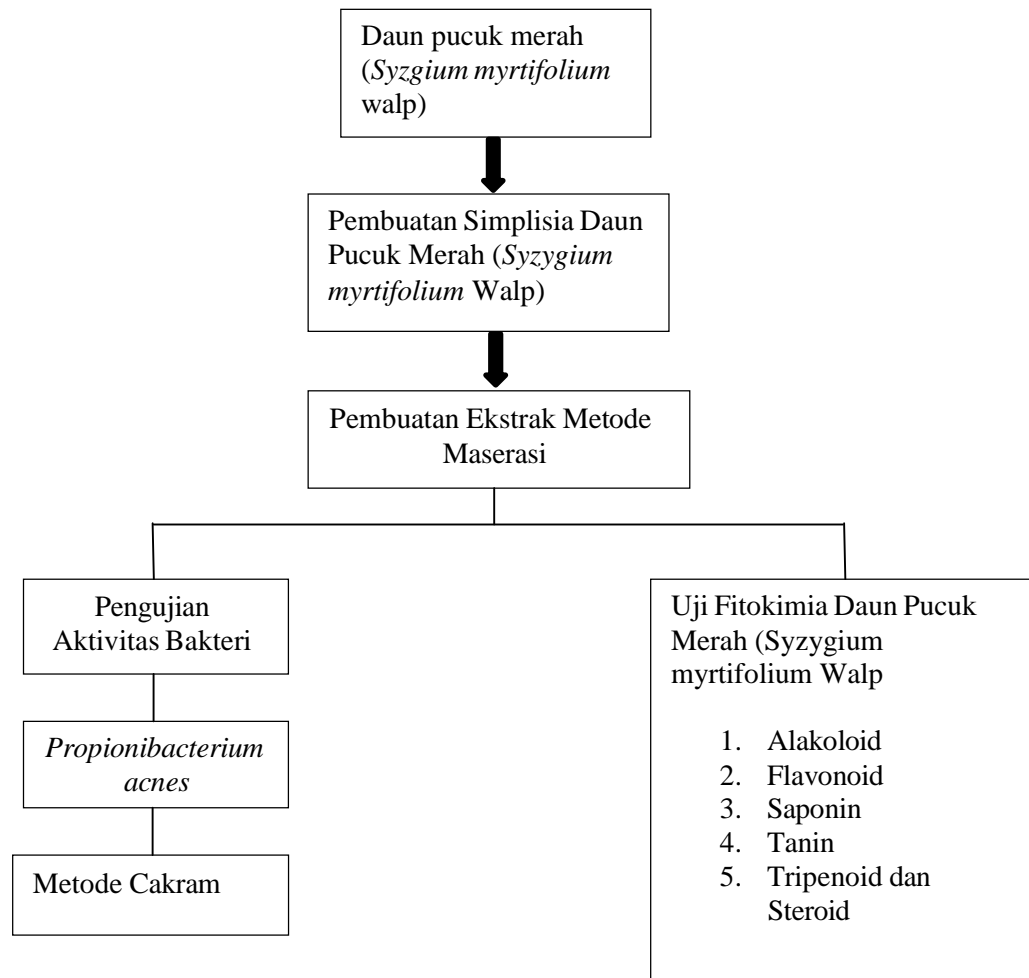 Daun pucuk merah
(Syzgium myrtifolium
walp)
Pembuatan Simplisia Daun
Pucuk Merah (Syzygium
myrtifolium Walp)
Pembuatan Ekstrak Metode
Maserasi
Pengujian
Aktivitas Bakteri
Propionibacterium
acnes
Metode Cakram
Uji Fitokimia Daun Pucuk
Merah (Syzygium
myrtifolium Walp
1. Alakoloid
2. Flavonoid
3. Saponin
4. Tanin
5. Tripenoid dan
Steroid